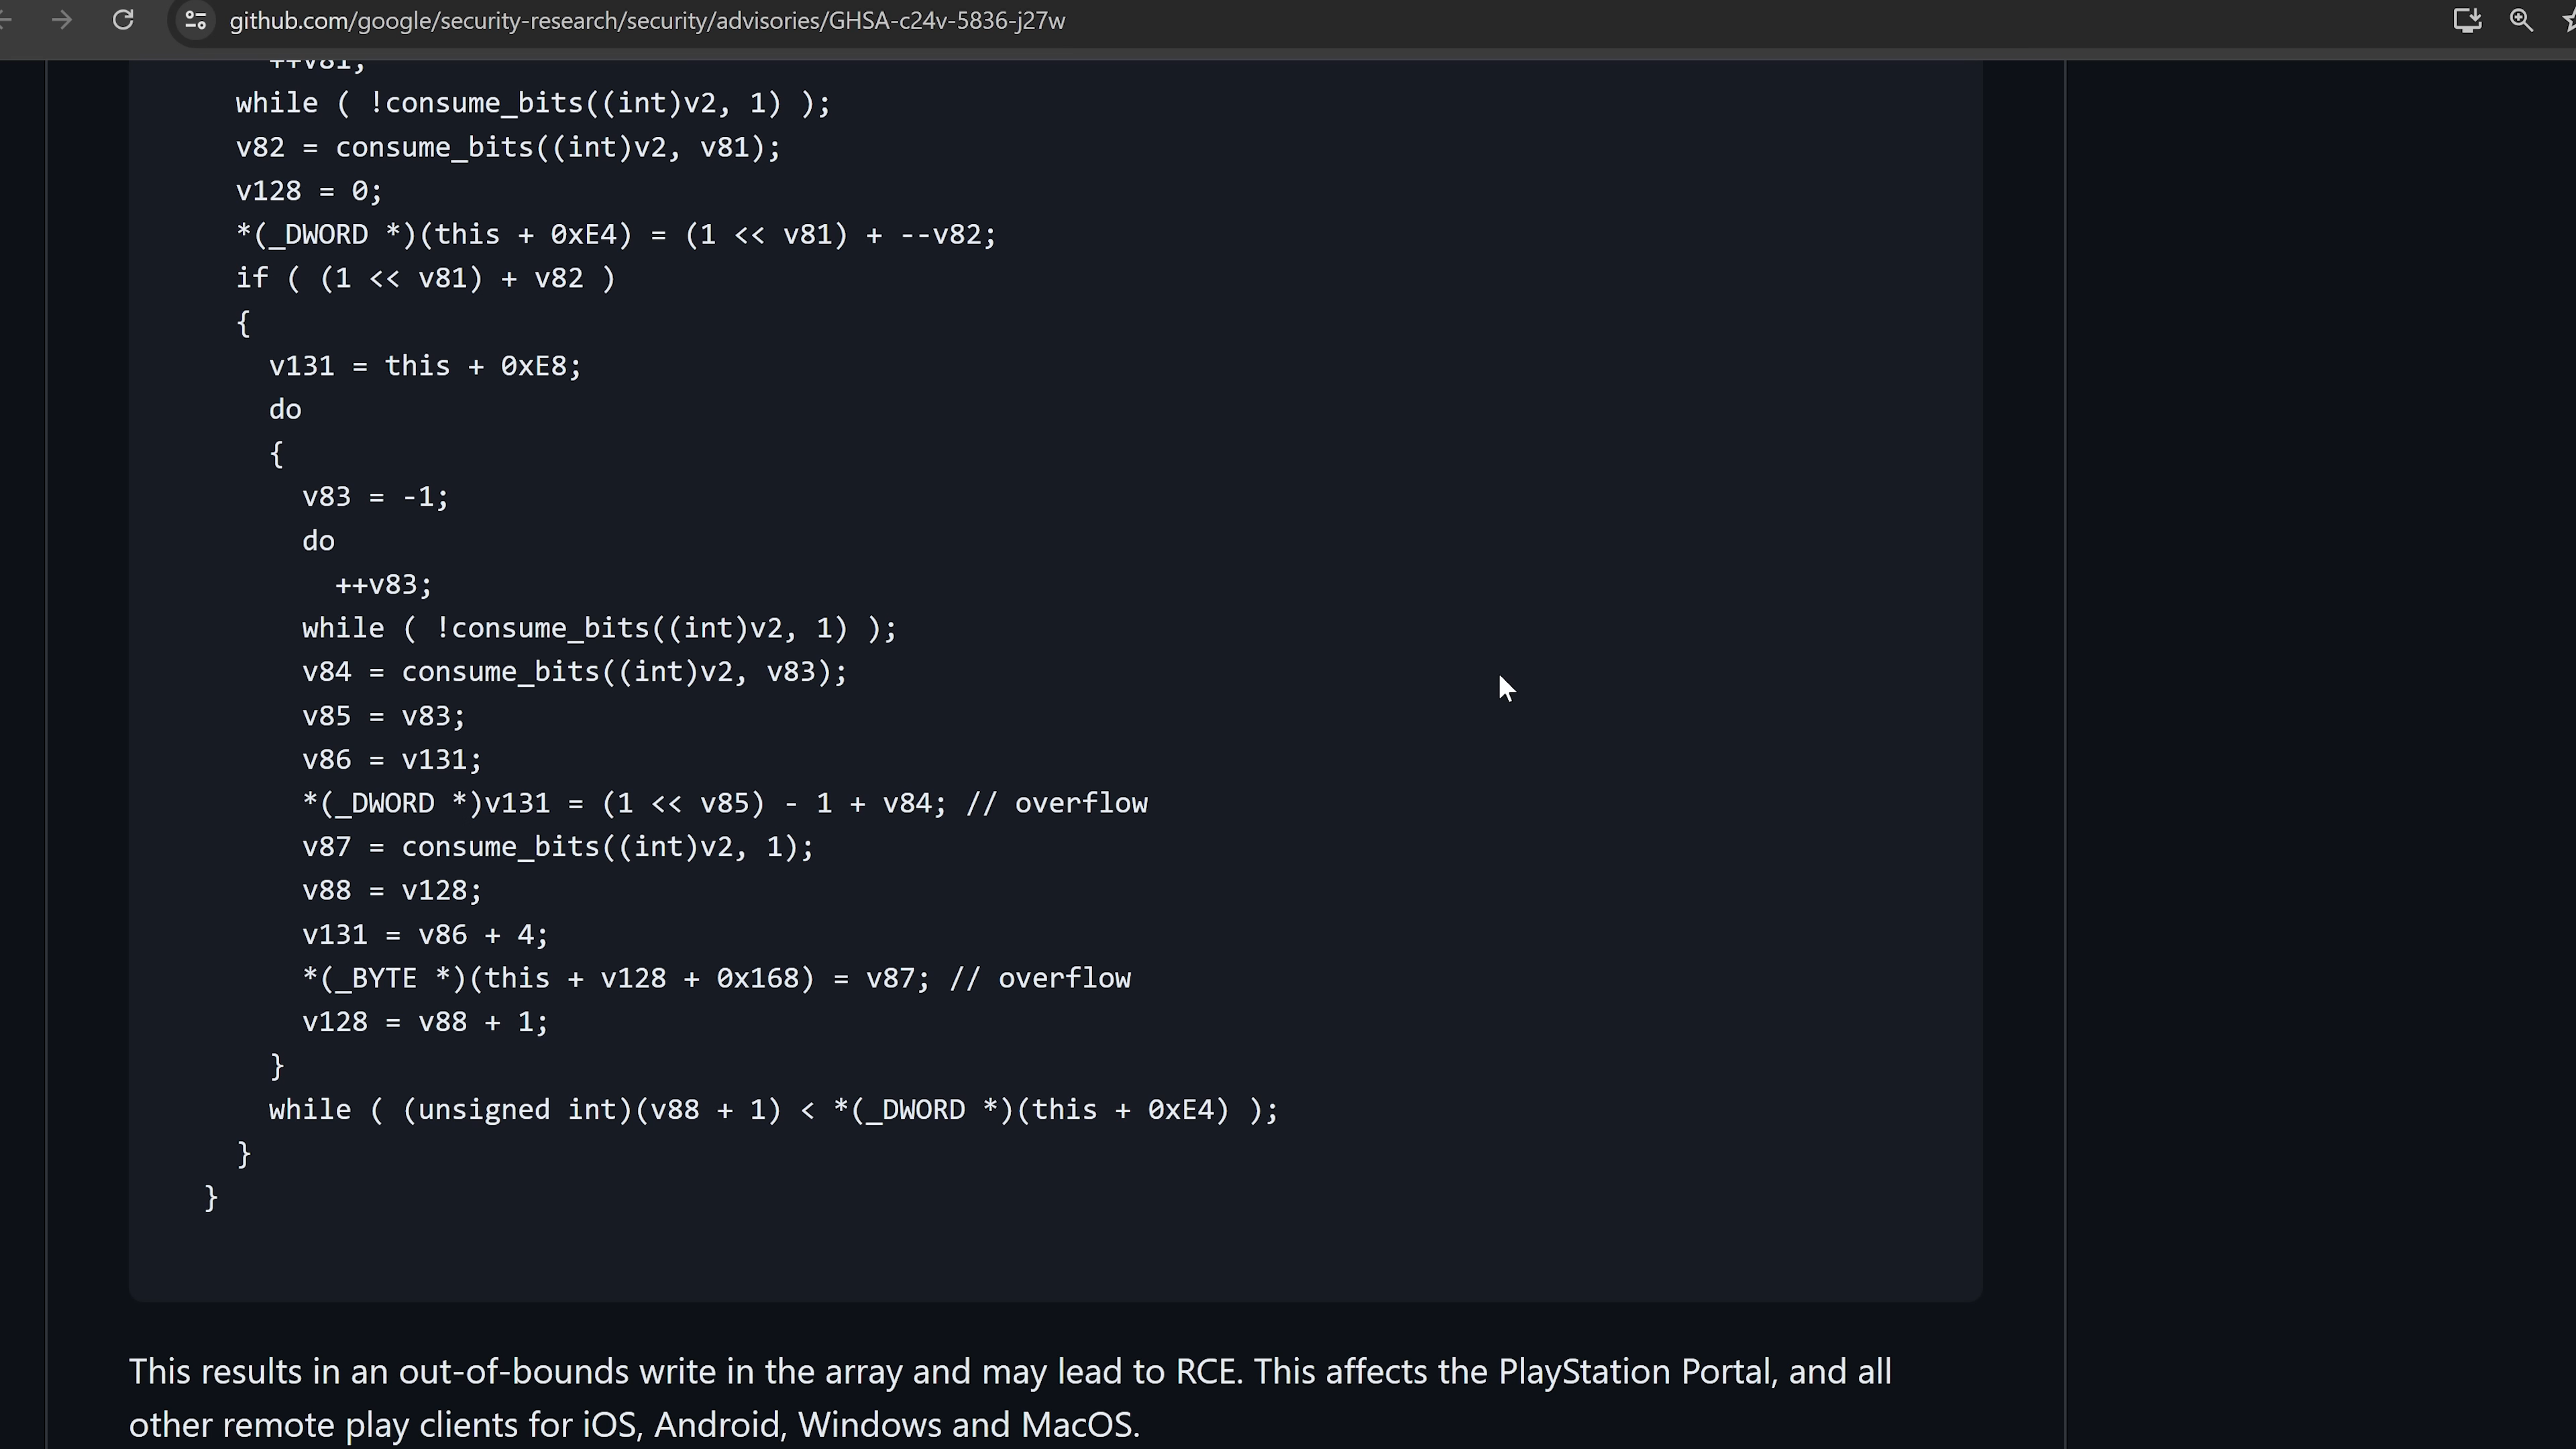 github.com/google/security-research/security/advisories/GHSA-c24v-5836-j27w
++v81;
while ( !consume_bits((int)v2, 1) );
v82 = consume_bits((int)v2, v81);
v128 = 0;
*(_DWORD *)(this + 0xE4) = (1 << v81) + --v82;
if ( (1 << v81) + v82 )
{
v131 = this + 0xE8;
do
{
v83 = -1;
do
++v83;
while ( !consume_bits((int)v2, 1) );
v84 = consume_bits((int)v2, v83);
v85 = v83;
v86 = v131;
*(_DWORD *)v131 = (1 << v85) - 1 + v84; // overflow
v87 = consume_bits((int)v2, 1);
v88 = v128;
v131 = v86 + 4;
*(_BYTE *)(this + v128 + 0x168) = v87; // overflow
v128 = v88 + 1;
}
while ( (unsigned int)(v88 + 1) < *(_DWORD *)(this + 0xE4) );
}
}
This results in an out-of-bounds write in the array and may lead to RCE. This affects the PlayStation Portal, and all
other remote play clients for iOS, Android, Windows and MacOS.